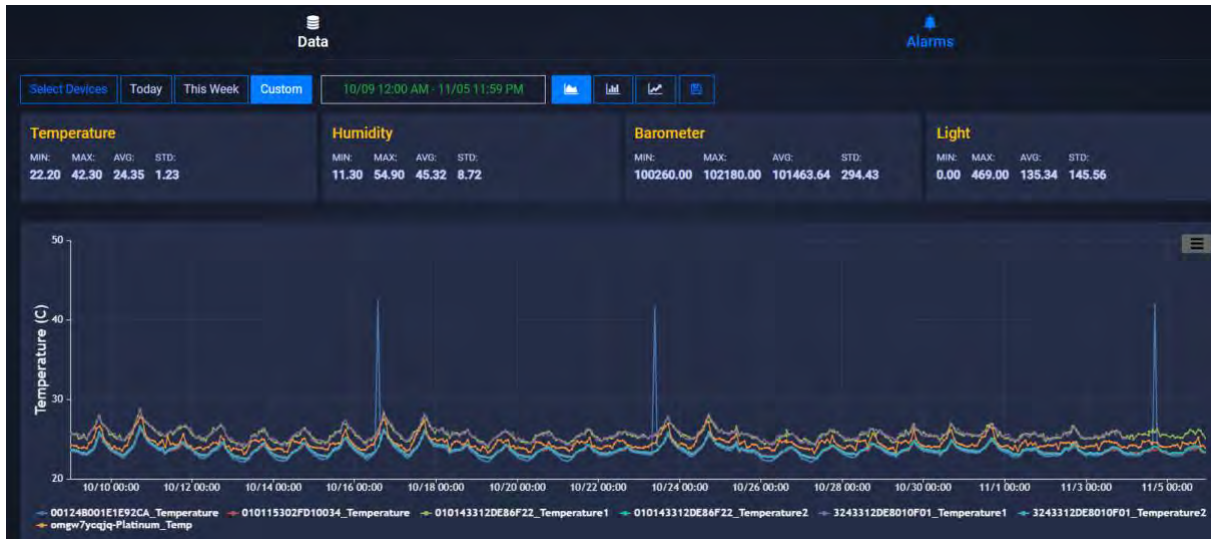 Data
Alarms
Select Devices Today This Week Custom 10/09 12:00 AM - 11/05 11:59 PM
Temperature Humidity Barometer Light
MIN: MAX: AVG: STD: MIN: MAX: AVG: STD: MIN: MAX: AVG: STD: MIN: MAX: AVG: STD:
22.20 42.30 24.35 1.23 11.30 54.90 45.32 8.72 100260.00 102180.00 101463.64 294.43 0.00 469.00 135.34 145.56
50
40
30
20
Temperature (C)
10/10 00:00 10/12 00:00 10/14 00:00 10/16 00:00 10/18 00:00 10/20 00:00 10/22 00:00 10/24 00:00 10/26 00:00 10/28 00:00 10/30 00:00 11/1 00:00 11/3 00:00 11/5 00:00
00124B001E1E92CA_Temperature 010115302FD10034_Temperature 010143312DE86F22_Temperature1 010143312DE86F22_Temperature2 3243312DE8010F01_Temperature1 3243312DE8010F01_Temperature2
omgw7ycqjq-Platinum_Temp